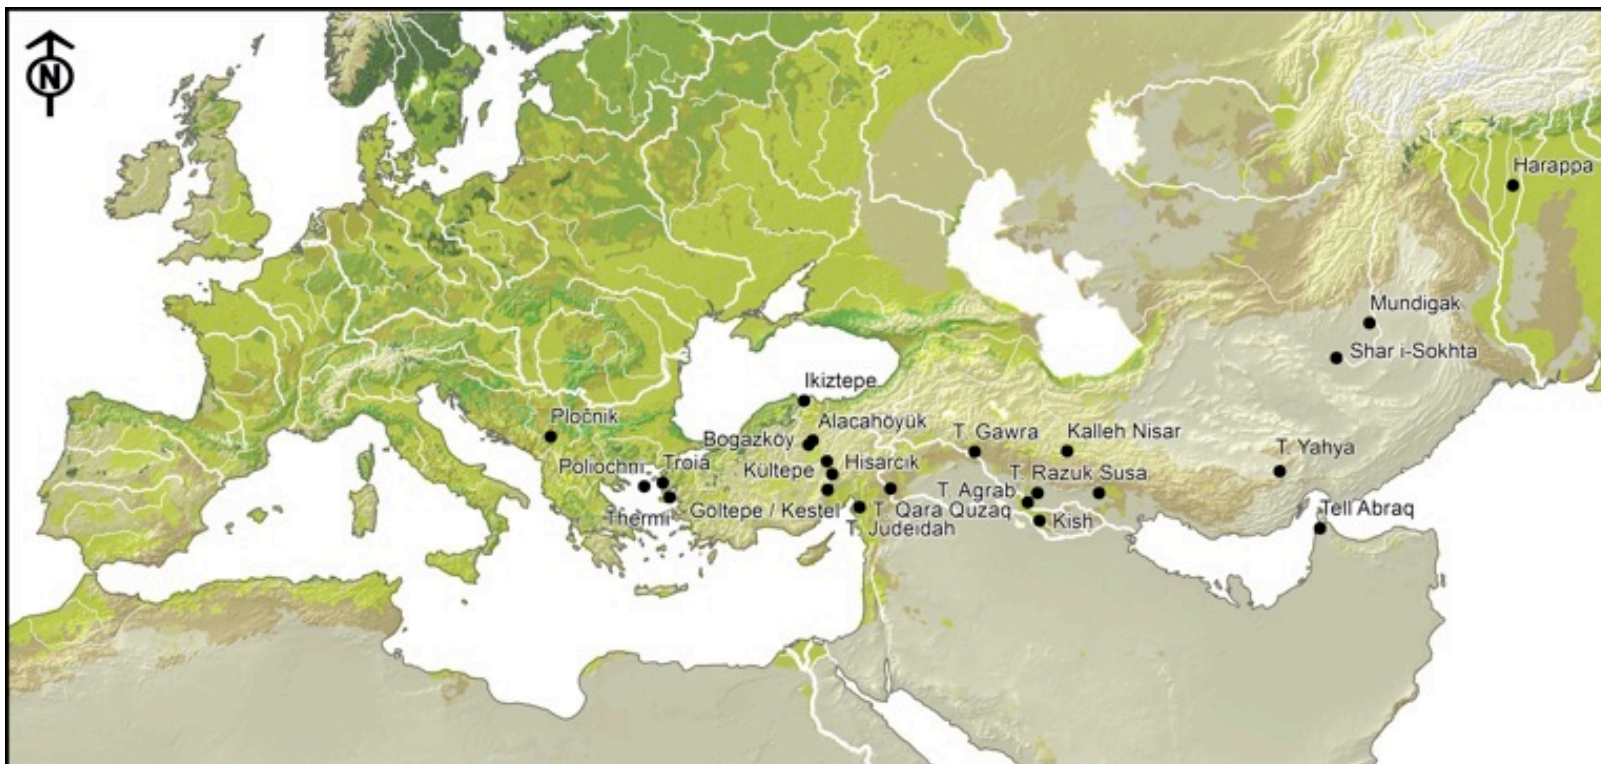 N
Harappa
Mundigak
Shar i-Sokhta
Ikiztepe
Pločnik
Alacahöyük
Bogazköy
T. Gawra
Kalleh Nisar
T. Yahya
Poliochni
Troia
Kültepe
Hisarcık
T. Razuk
Susa
T. Agrab
Thermi
Göltepe / Kestel
T. Qara Quzaq
Kish
Tell Abraq
T. Judeidah